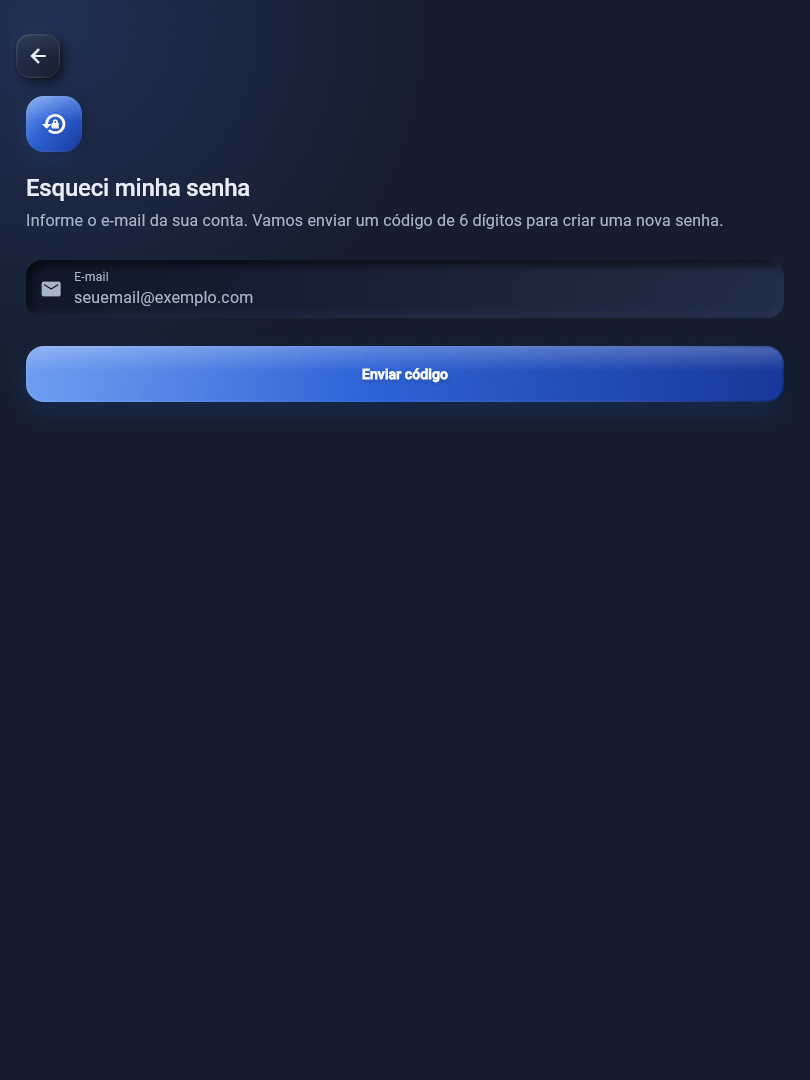 Esqueci minha senha
Informe o e-mail da sua conta. Vamos enviar um código de 6 dígitos para criar uma nova senha.
E-mail
seuemail@exemplo.com
Enviar código